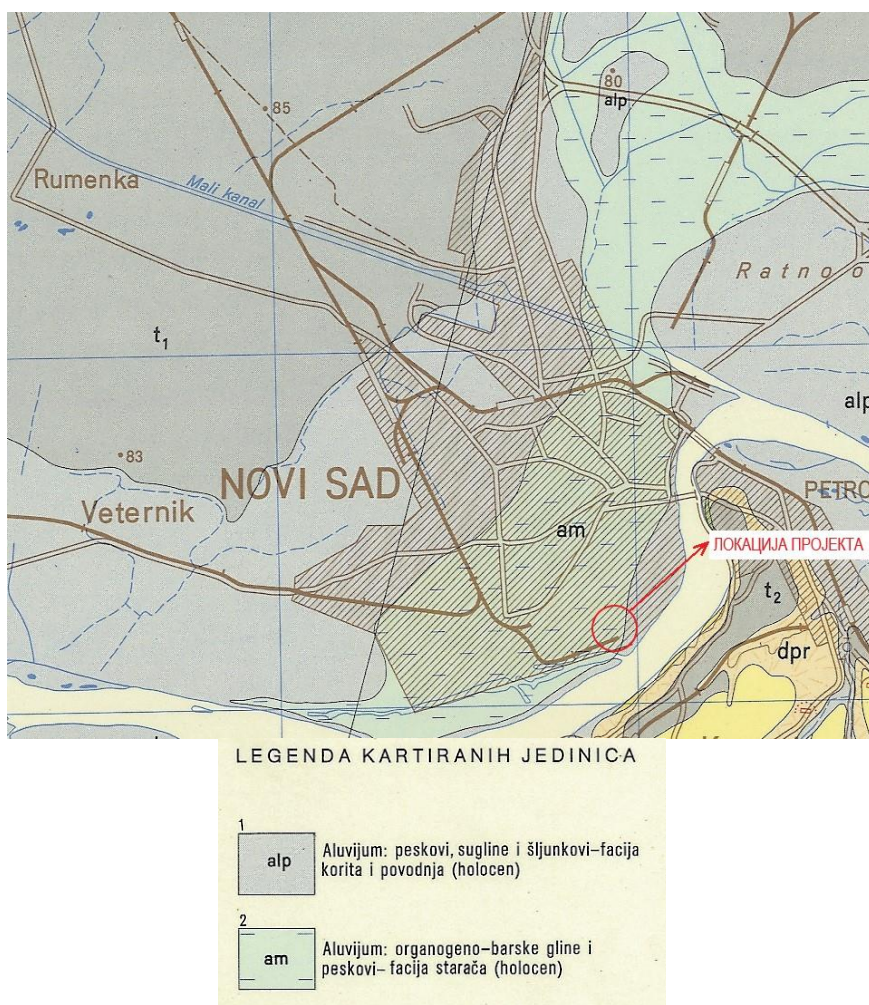 80
alp
85
Rumenka
Mali kanal
Ratno o
t1
alp
83
NOVI SAD
Veternik
PETRO
am
ЛОКАЦИЈА ПРОЈЕКТА
t2
dpr
LEGENDA KARTIRANIH JEDINICA
1
alp
Aluvijum: peskovi, sugline i šljunkovi-facija
korita i povodnja (holocen)
2
am
Aluvijum: organogeno-barske gline i
peskovi-facija starača (holocen)